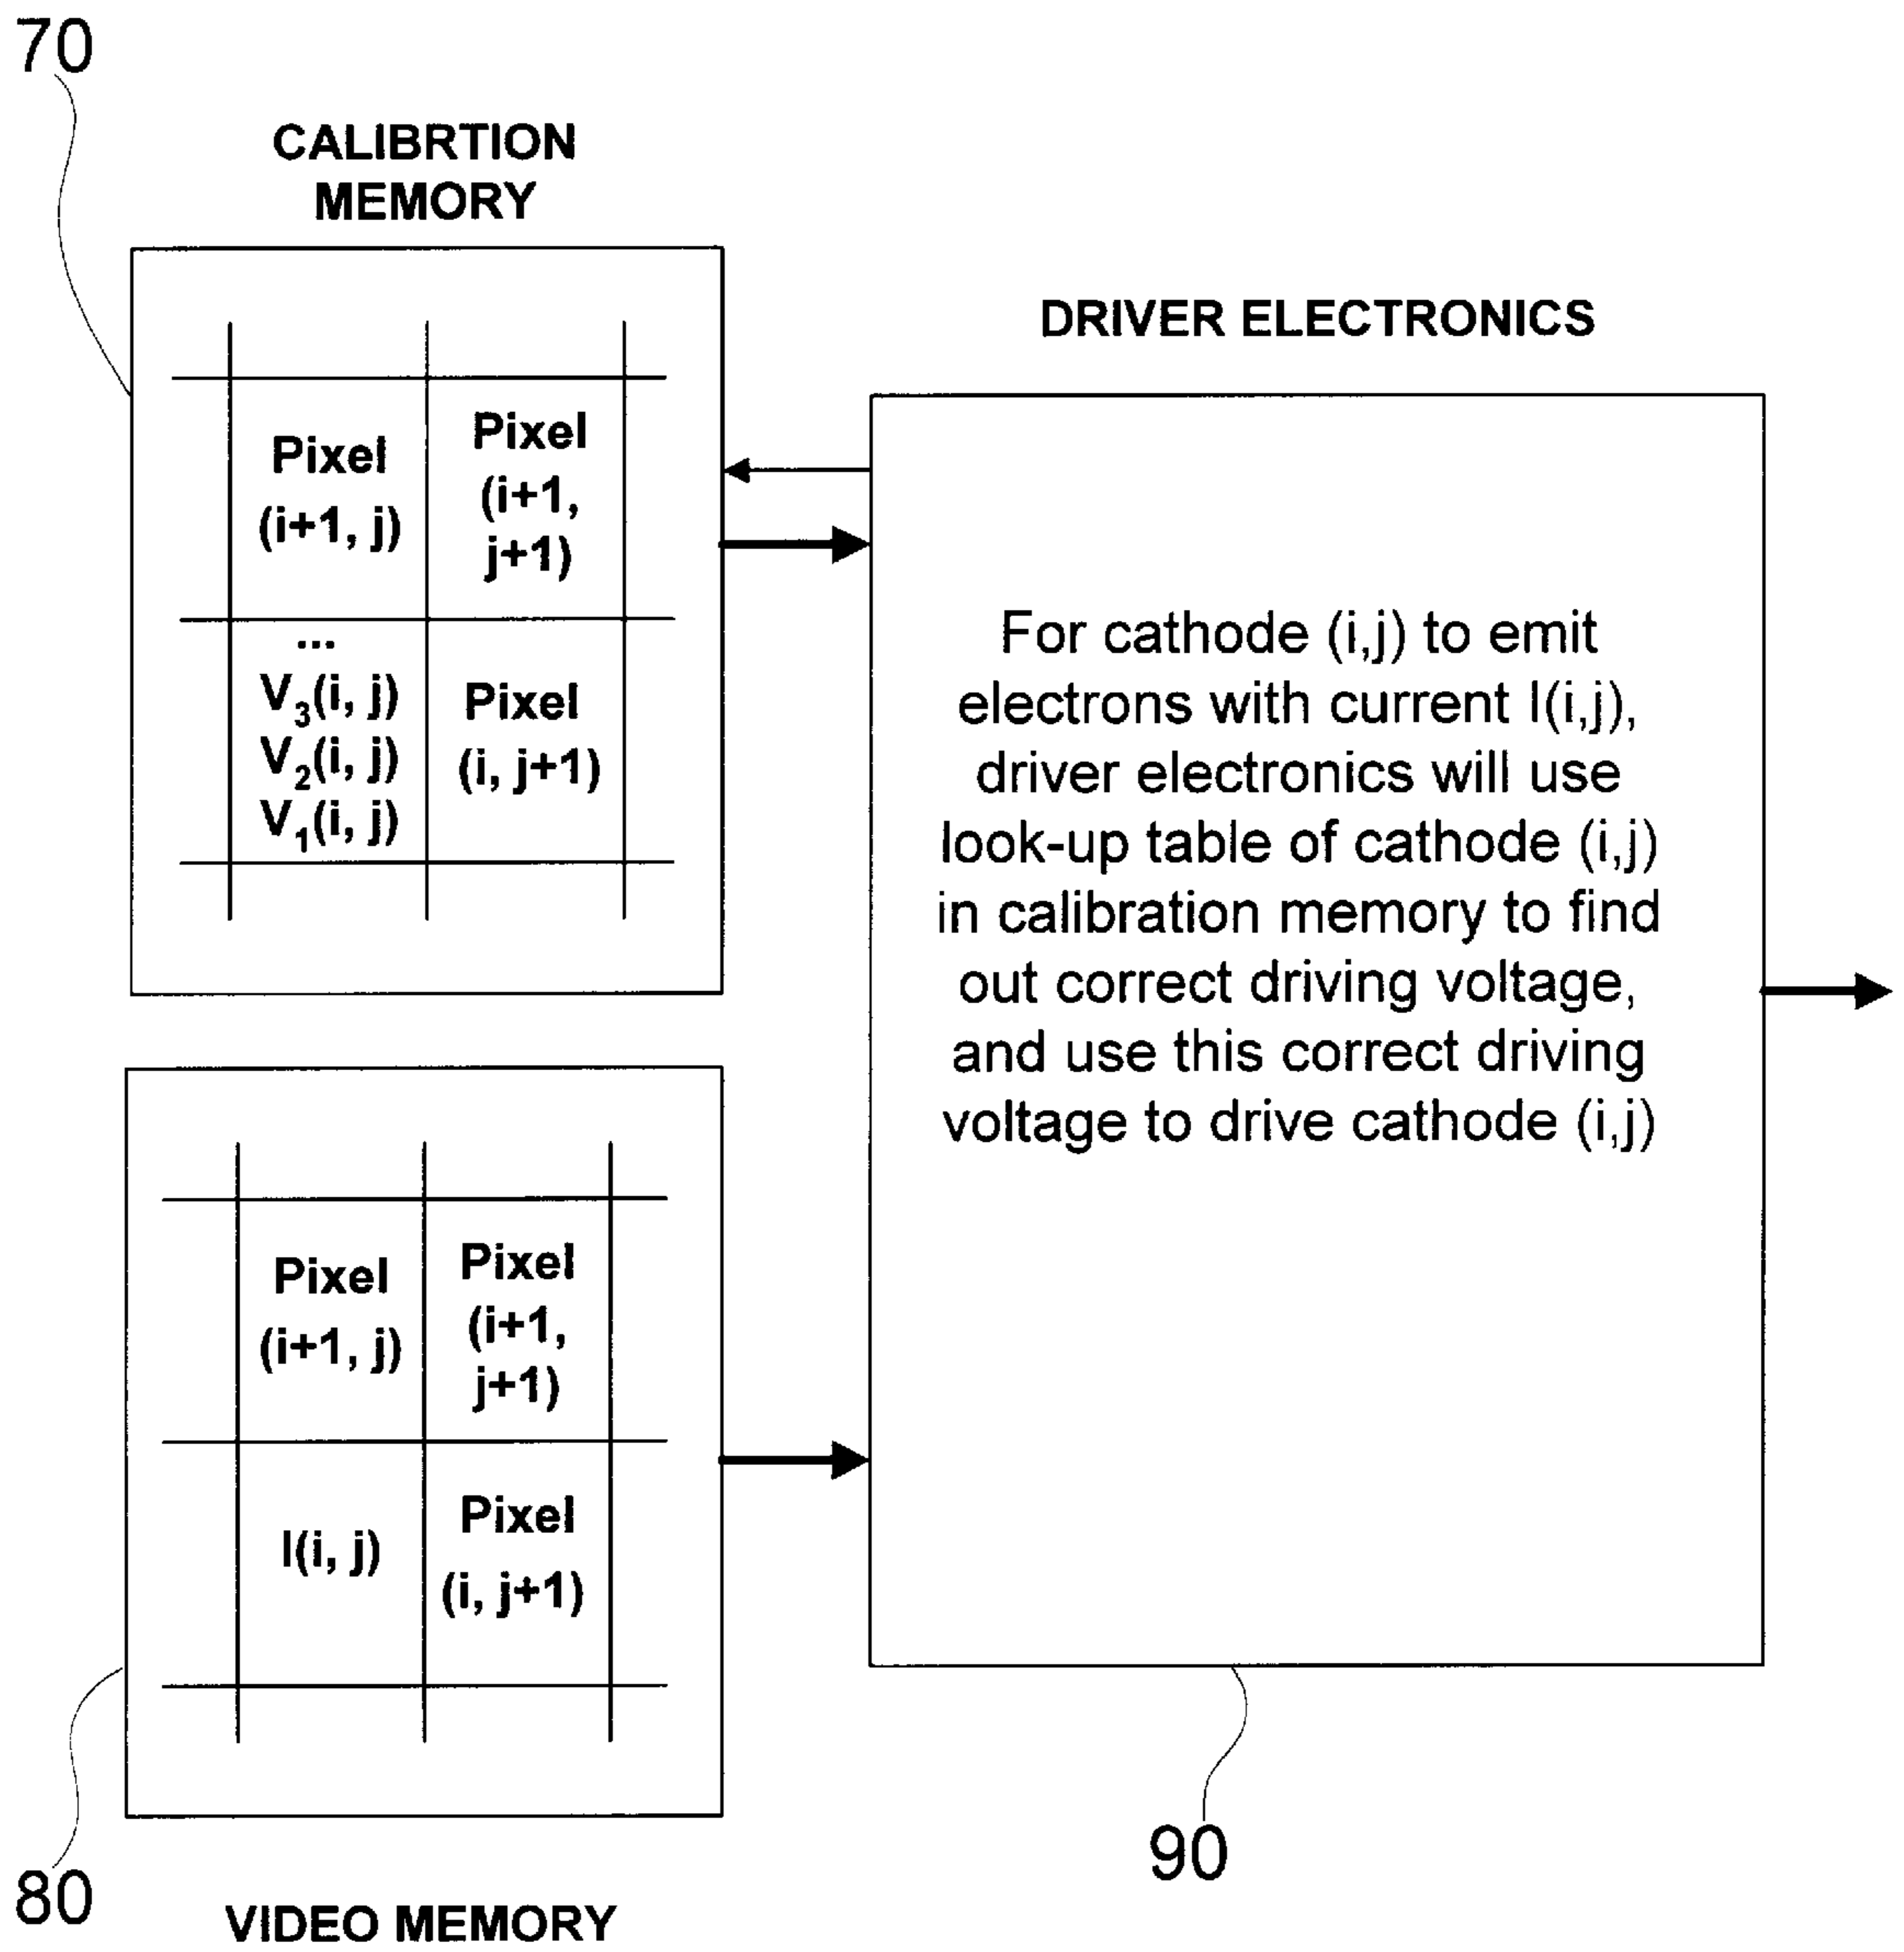 70
CALIBRTION
MEMORY
Pixel
(i+1, j)
Pixel
(i+1,
j+1)
...
V3(i, j)
V2(i, j)
V1(i, j)
Pixel
(i, j+1)
DRIVER ELECTRONICS
For cathode (i,j) to emit
electrons with current I(i,j),
driver electronics will use
look-up table of cathode (i,j)
in calibration memory to find
out correct driving voltage,
and use this correct driving
voltage to drive cathode (i,j)
90
Pixel
(i+1, j)
Pixel
(i+1,
j+1)
I(i, j)
Pixel
(i, j+1)
80
VIDEO MEMORY